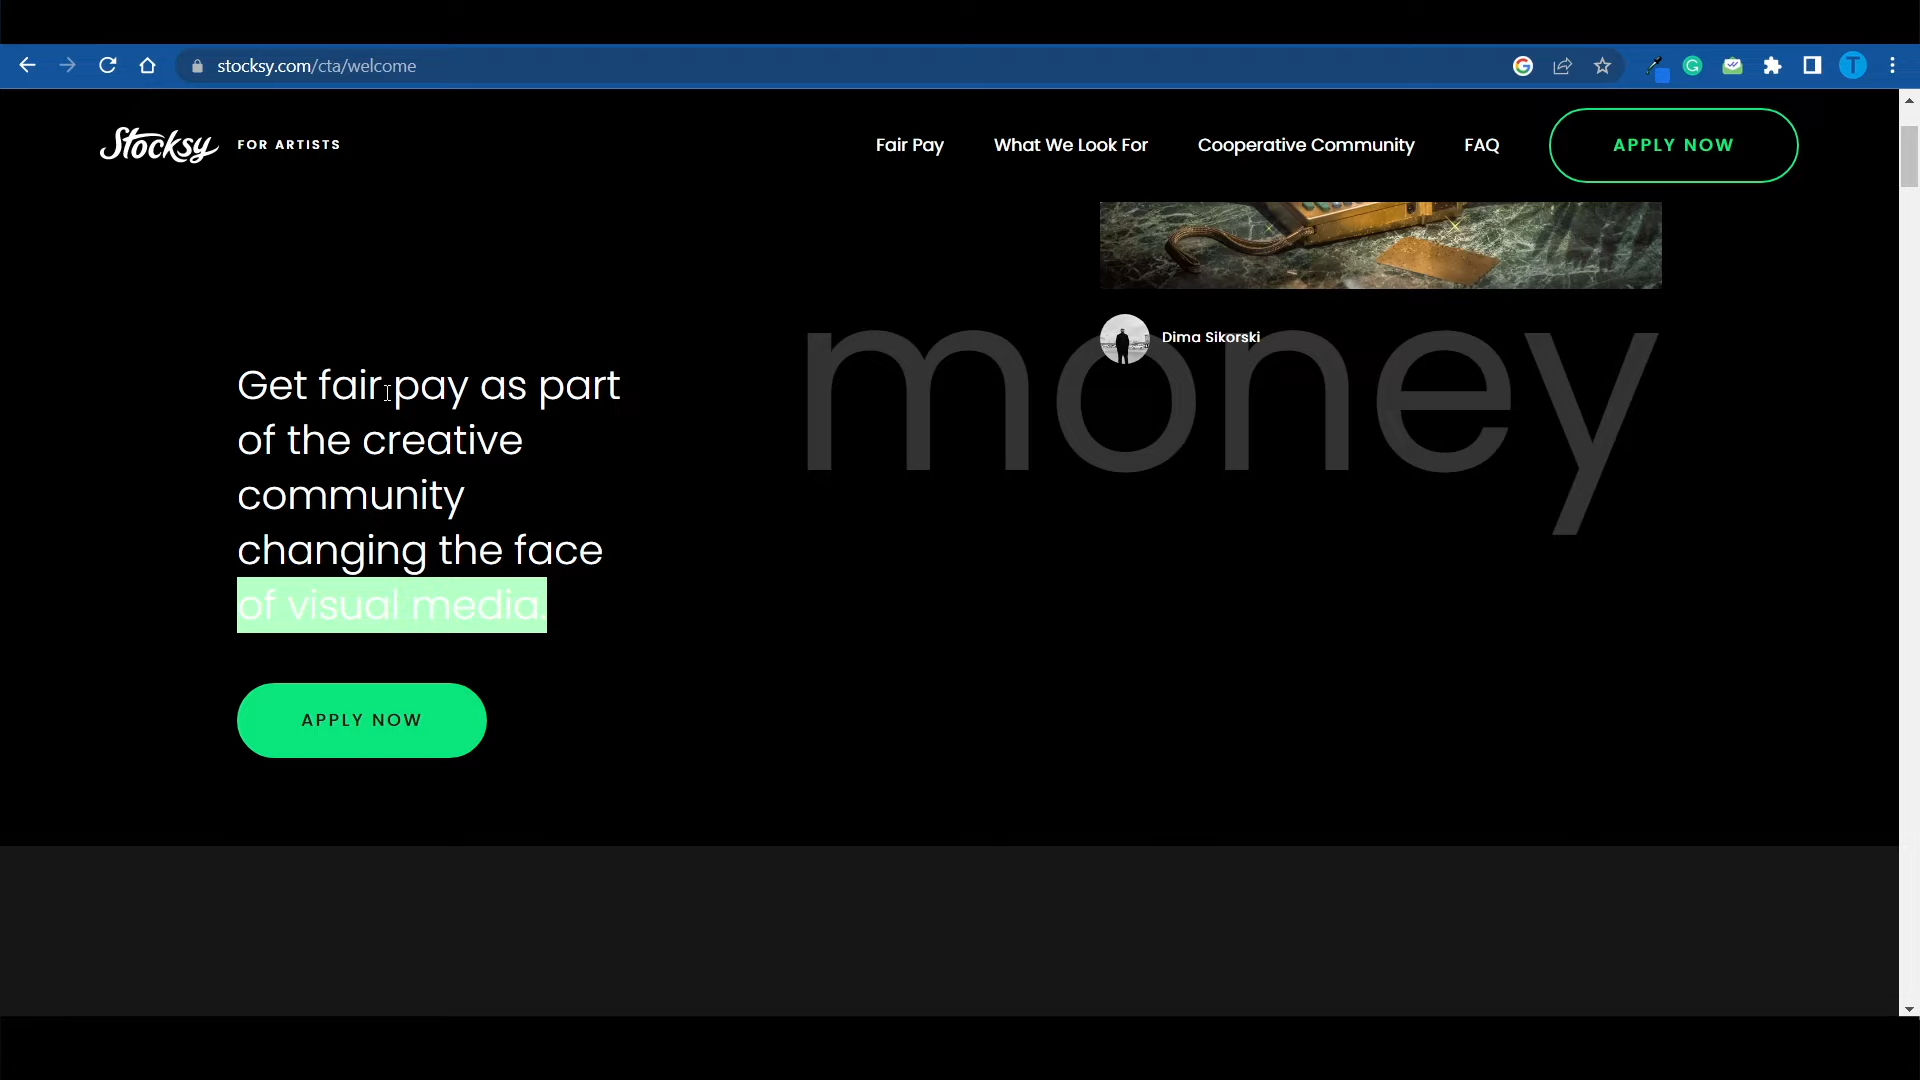 stocksy.com/cta/welcome
T
Stocksy FOR ARTISTS
Fair Pay What We Look For Cooperative Community FAQ APPLY NOW
money
Dima Sikorski
Get fair pay as part
of the creative
community
changing the face
of visual media.
APPLY NOW